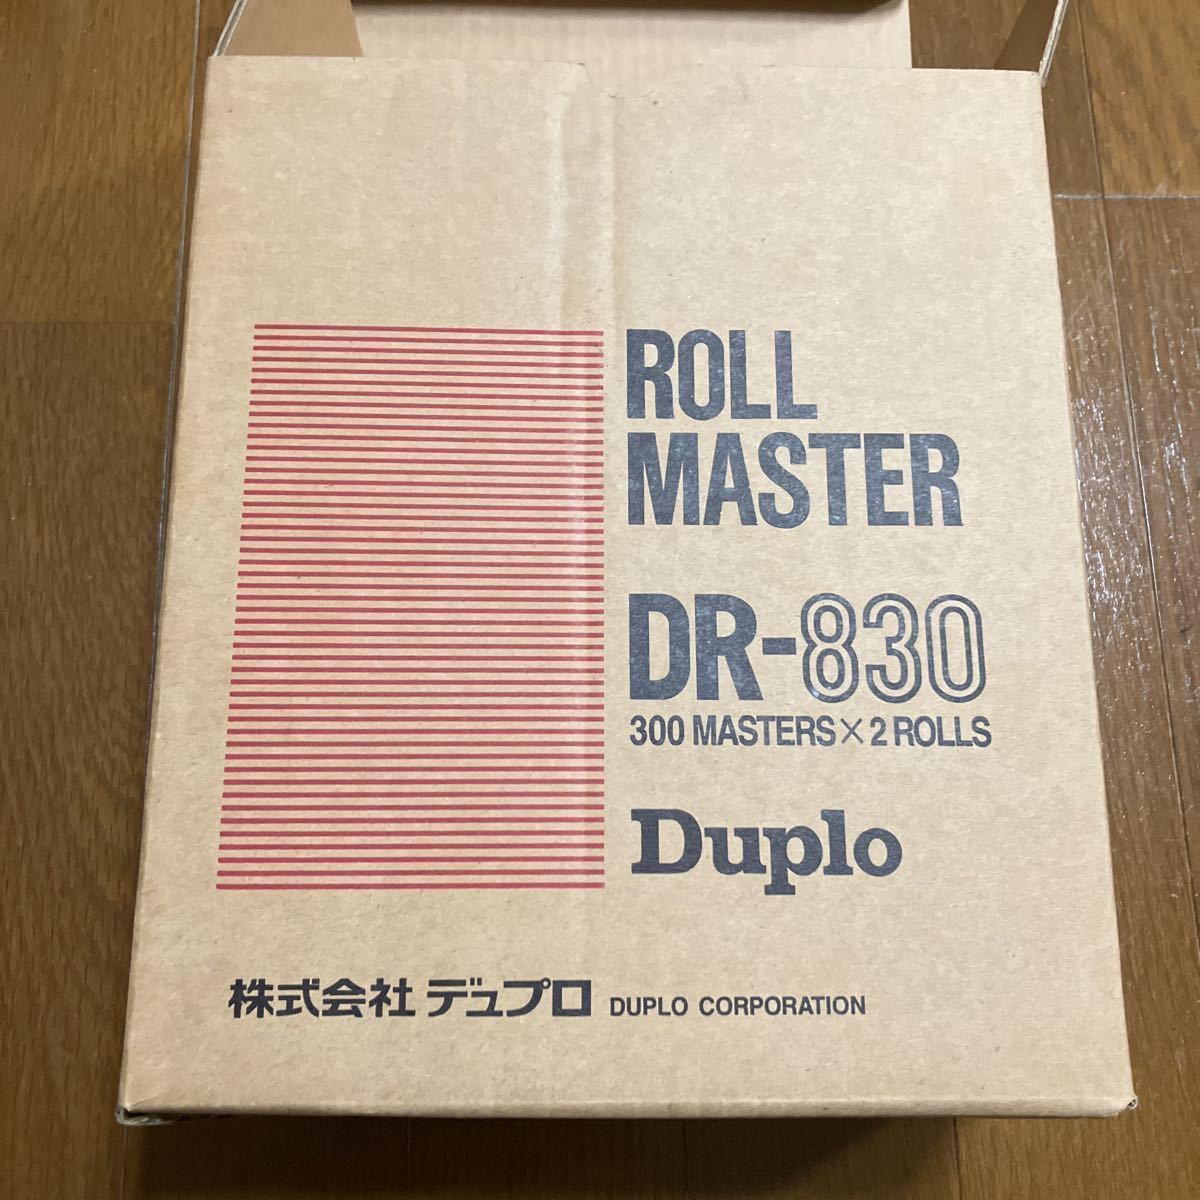 ROLL
MASTER
DR-830
300 MASTERS×2 ROLLS
Duplo
株式会社 デュプロ DUPLO CORPORATION